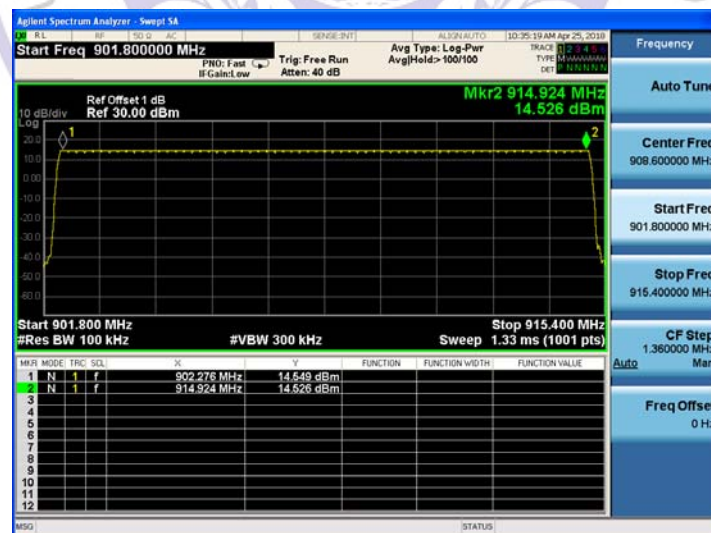 Agilent Spectrum Analyzer - Swept SA
RL RF 50 Ω AC SENSE:INT ALIGN AUTO 10:35:19 AM Apr 25, 2018
Start Freq 901.800000 MHz
PNO: Fast Trig: Free Run Avg Type: Log-Pwr TRACE 1 2 3 4 5 6
IFGain:Low Atten: 40 dB Avg|Hold:>100/100 TYPE
DET P N N N N N
Mkr2 914.924 MHz
14.526 dBm
Ref Offset 1 dB
10 dB/div Ref 30.00 dBm
Log
20.0
10.0
0.00
-10.0
-20.0
-30.0
-40.0
-50.0
-60.0
1
2
Start 901.800 MHz Stop 915.400 MHz
#Res BW 100 kHz #VBW 300 kHz Sweep 1.33 ms (1001 pts)
MKR MODE TRC SCL X Y FUNCTION FUNCTION WIDTH FUNCTION VALUE
1 N 1 f 902.276 MHz 14.549 dBm
2 N 1 f 914.924 MHz 14.526 dBm
3
4
5
6
7
8
9
10
11
12
MSG STATUS
Frequency
Auto Tune
Center Freq
908.600000 MHz
Start Freq
901.800000 MHz
Stop Freq
915.400000 MHz
CF Step
1.360000 MHz
Auto Man
Freq Offset
0 Hz